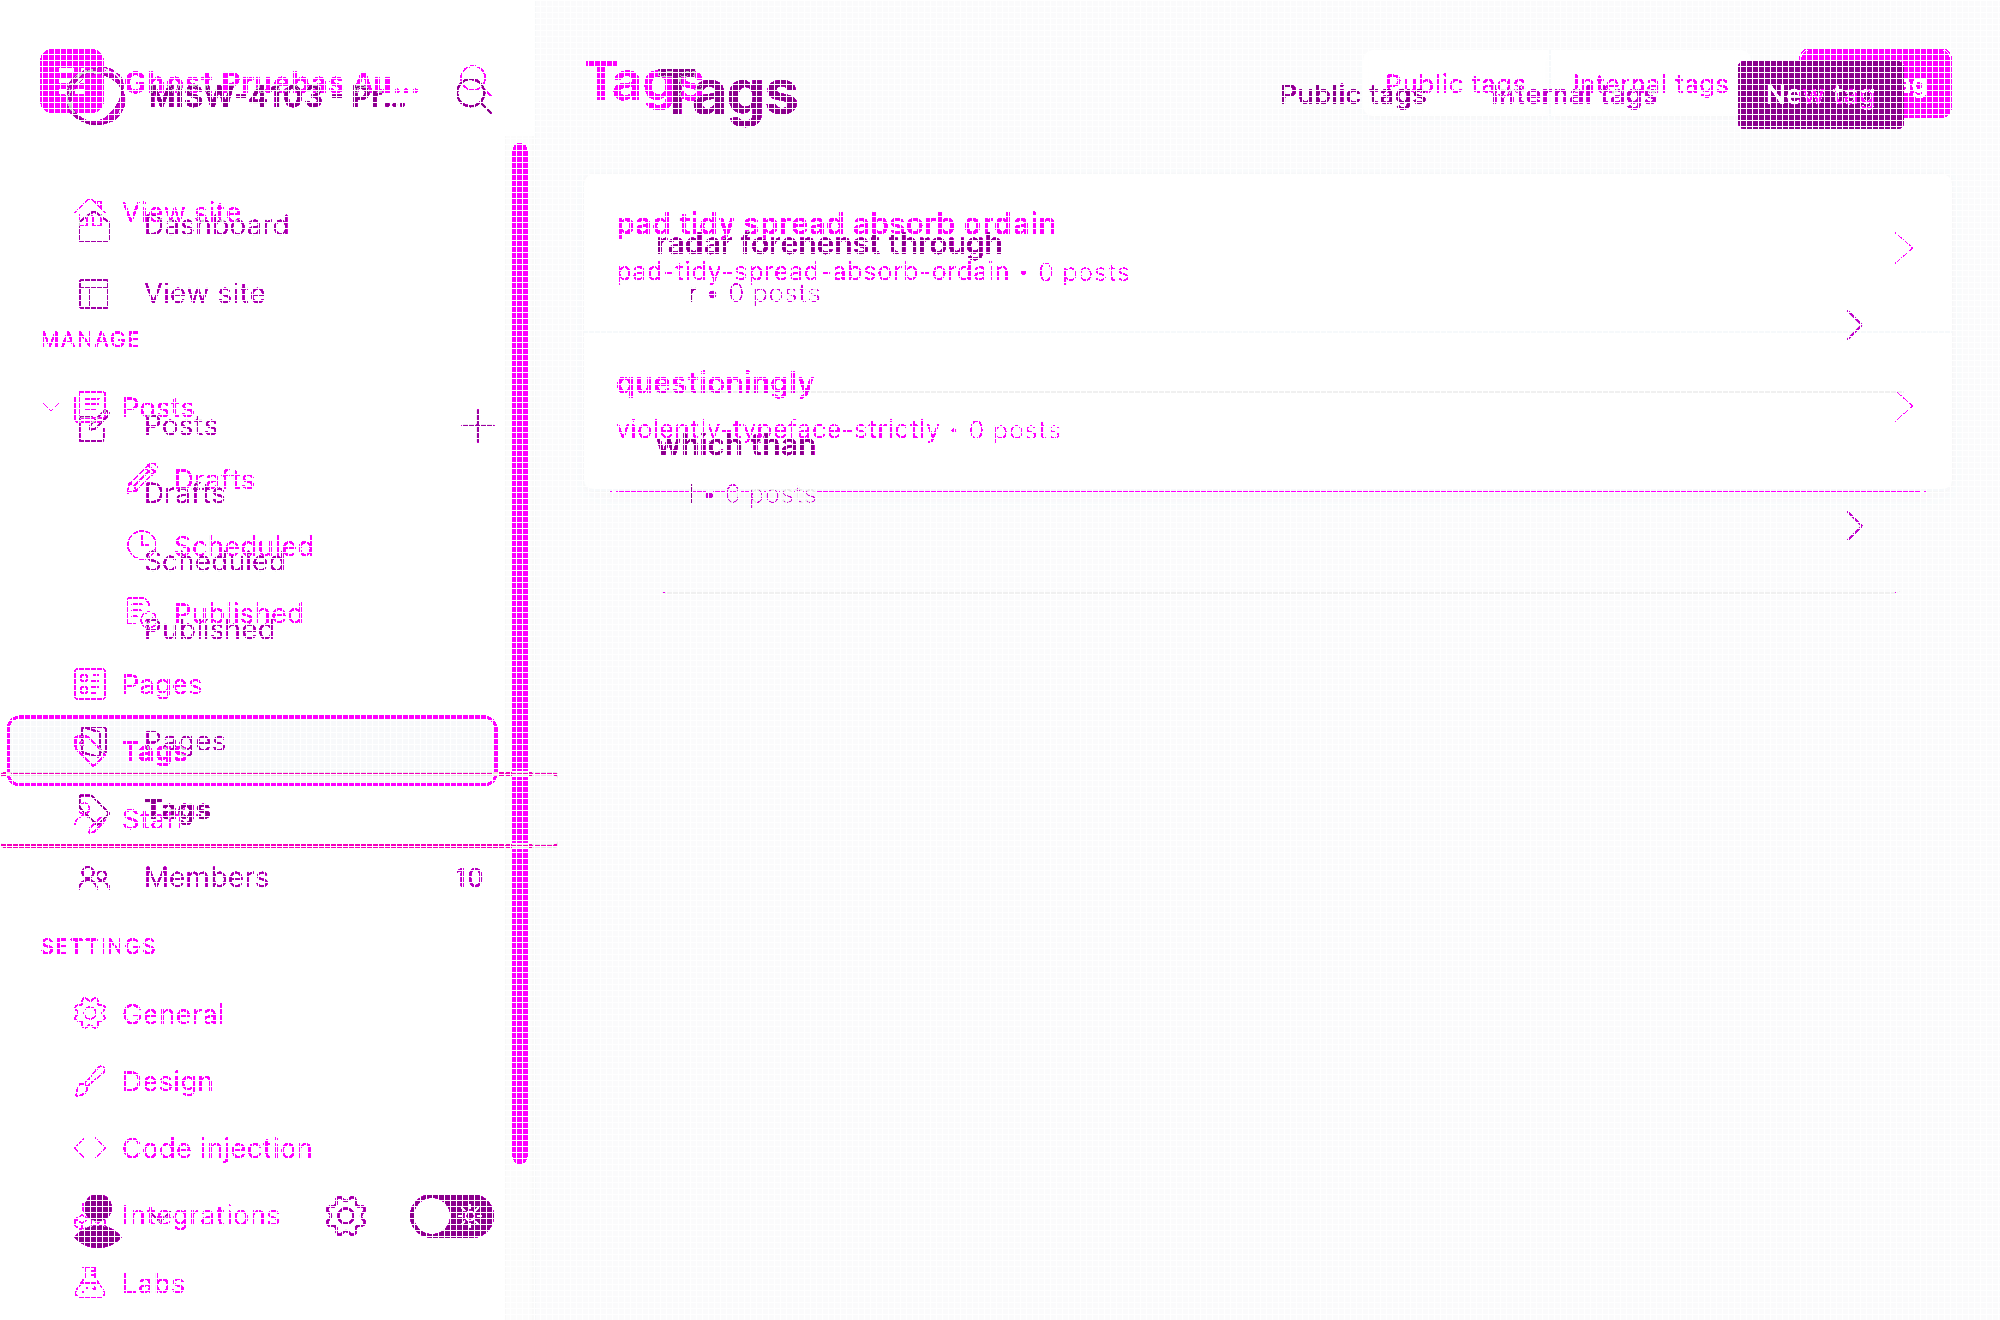 Ghost Pruebas Au...
MSW-4103 - Pr...
Tags
Tags
Public tags
Internal tags
Public tags
Internal tags
New tag
View site
Dashboard
View site
MANAGE
Posts
Posts
Drafts
Drafts
Scheduled
Scheduled
Published
Published
Pages
Pages
Tags
Tags
Staff
Members 10
SETTINGS
General
Design
Code injection
Integrations
Labs
pad tidy spread absorb ordain
radar forenenst through
pad-tidy-spread-absorb-ordain • 0 posts
r • 0 posts
questioningly
violently-typeface-strictly • 0 posts
which than